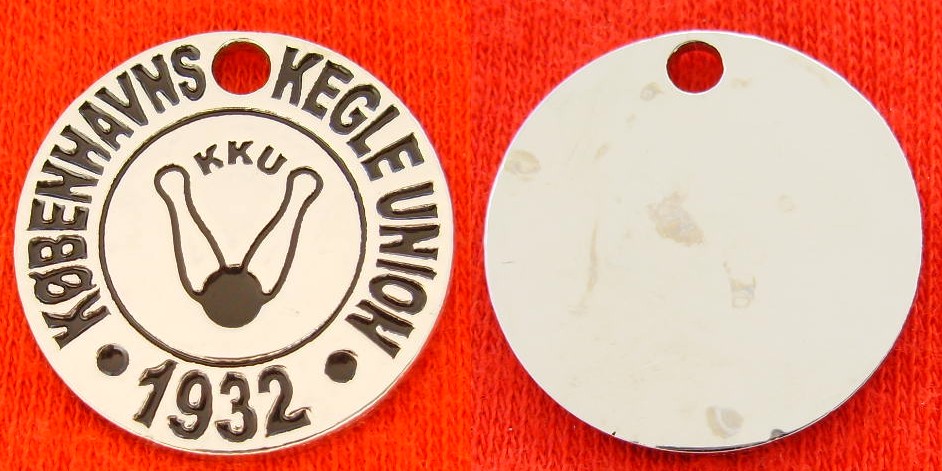 KØBENHAVNS KEGLE UNION
KKU
• 1932 •